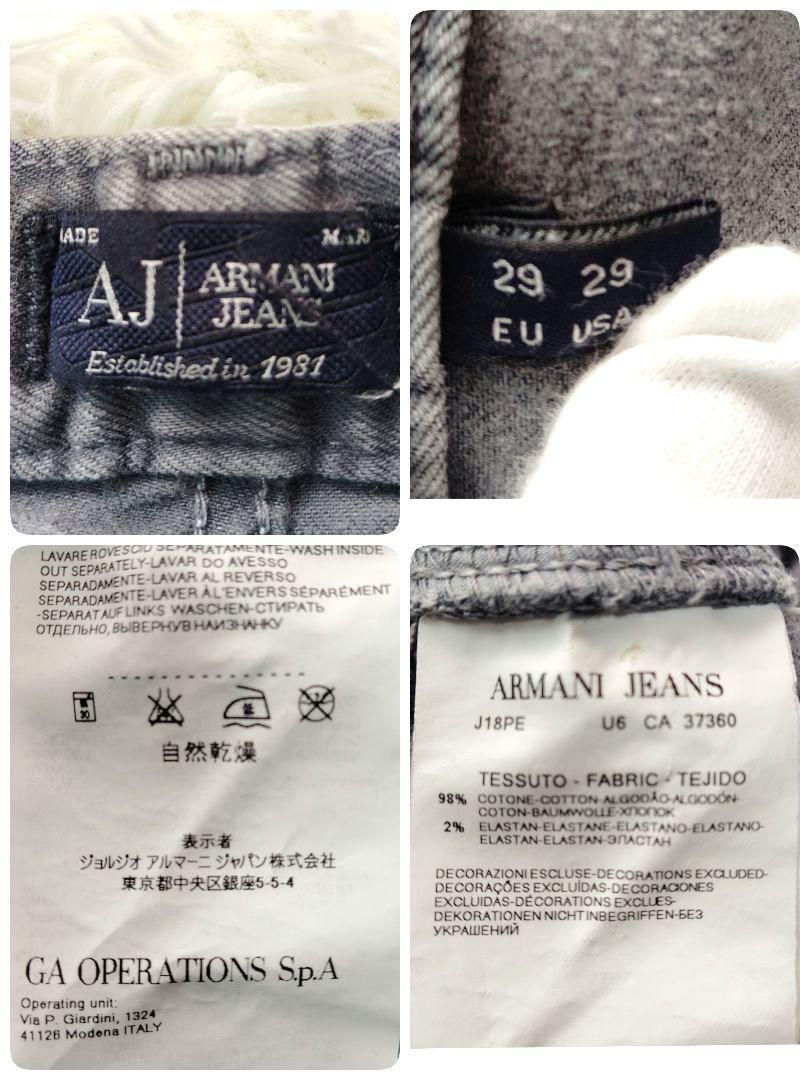 AJ
ARMANI
JEANS
Established in 1981
29 29
EU USA
LAVARE ROVESCIO SEPARATAMENTE-WASH INSIDE
OUT SEPARATELY-LAVAR DO AVESSO
SEPARADAMENTE-LAVAR AL REVERSO
SEPARADAMENTE-LAVER À L'ENVERS SÉPARÉMENT
-SEPARAT AUF LINKS WASCHEN-СТИРАТЬ
ОТДЕЛЬНО, ВЫВЕРНУВ НАИЗНАНКУ
30
自然乾燥
表示者
ジョルジオ アルマーニ ジャパン株式会社
東京都中央区銀座5-5-4
GA OPERATIONS S.p.A
Operating unit:
Via P. Giardini, 1324
41126 Modena ITALY
ARMANI JEANS
J18PE U6 CA 37360
TESSUTO - FABRIC - TEJIDO
98% COTONE-COTTON-ALGODÃO-ALGODÓN-
COTON-BAUMWOLLE-ХЛОПОК
2% ELASTAN-ELASTANE-ELASTANO-ELASTANO-
ELASTAN-ELASTAN-ЭЛАСТАН
DECORAZIONI ESCLUSE-DECORATIONS EXCLUDED-
DECORAÇÕES EXCLUÍDAS-DECORACIONES
EXCLUIDAS-DÉCORATIONS EXCLUES-
DEKORATIONEN NICHT INBEGRIFFEN-БЕЗ
УКРАШЕНИЙ